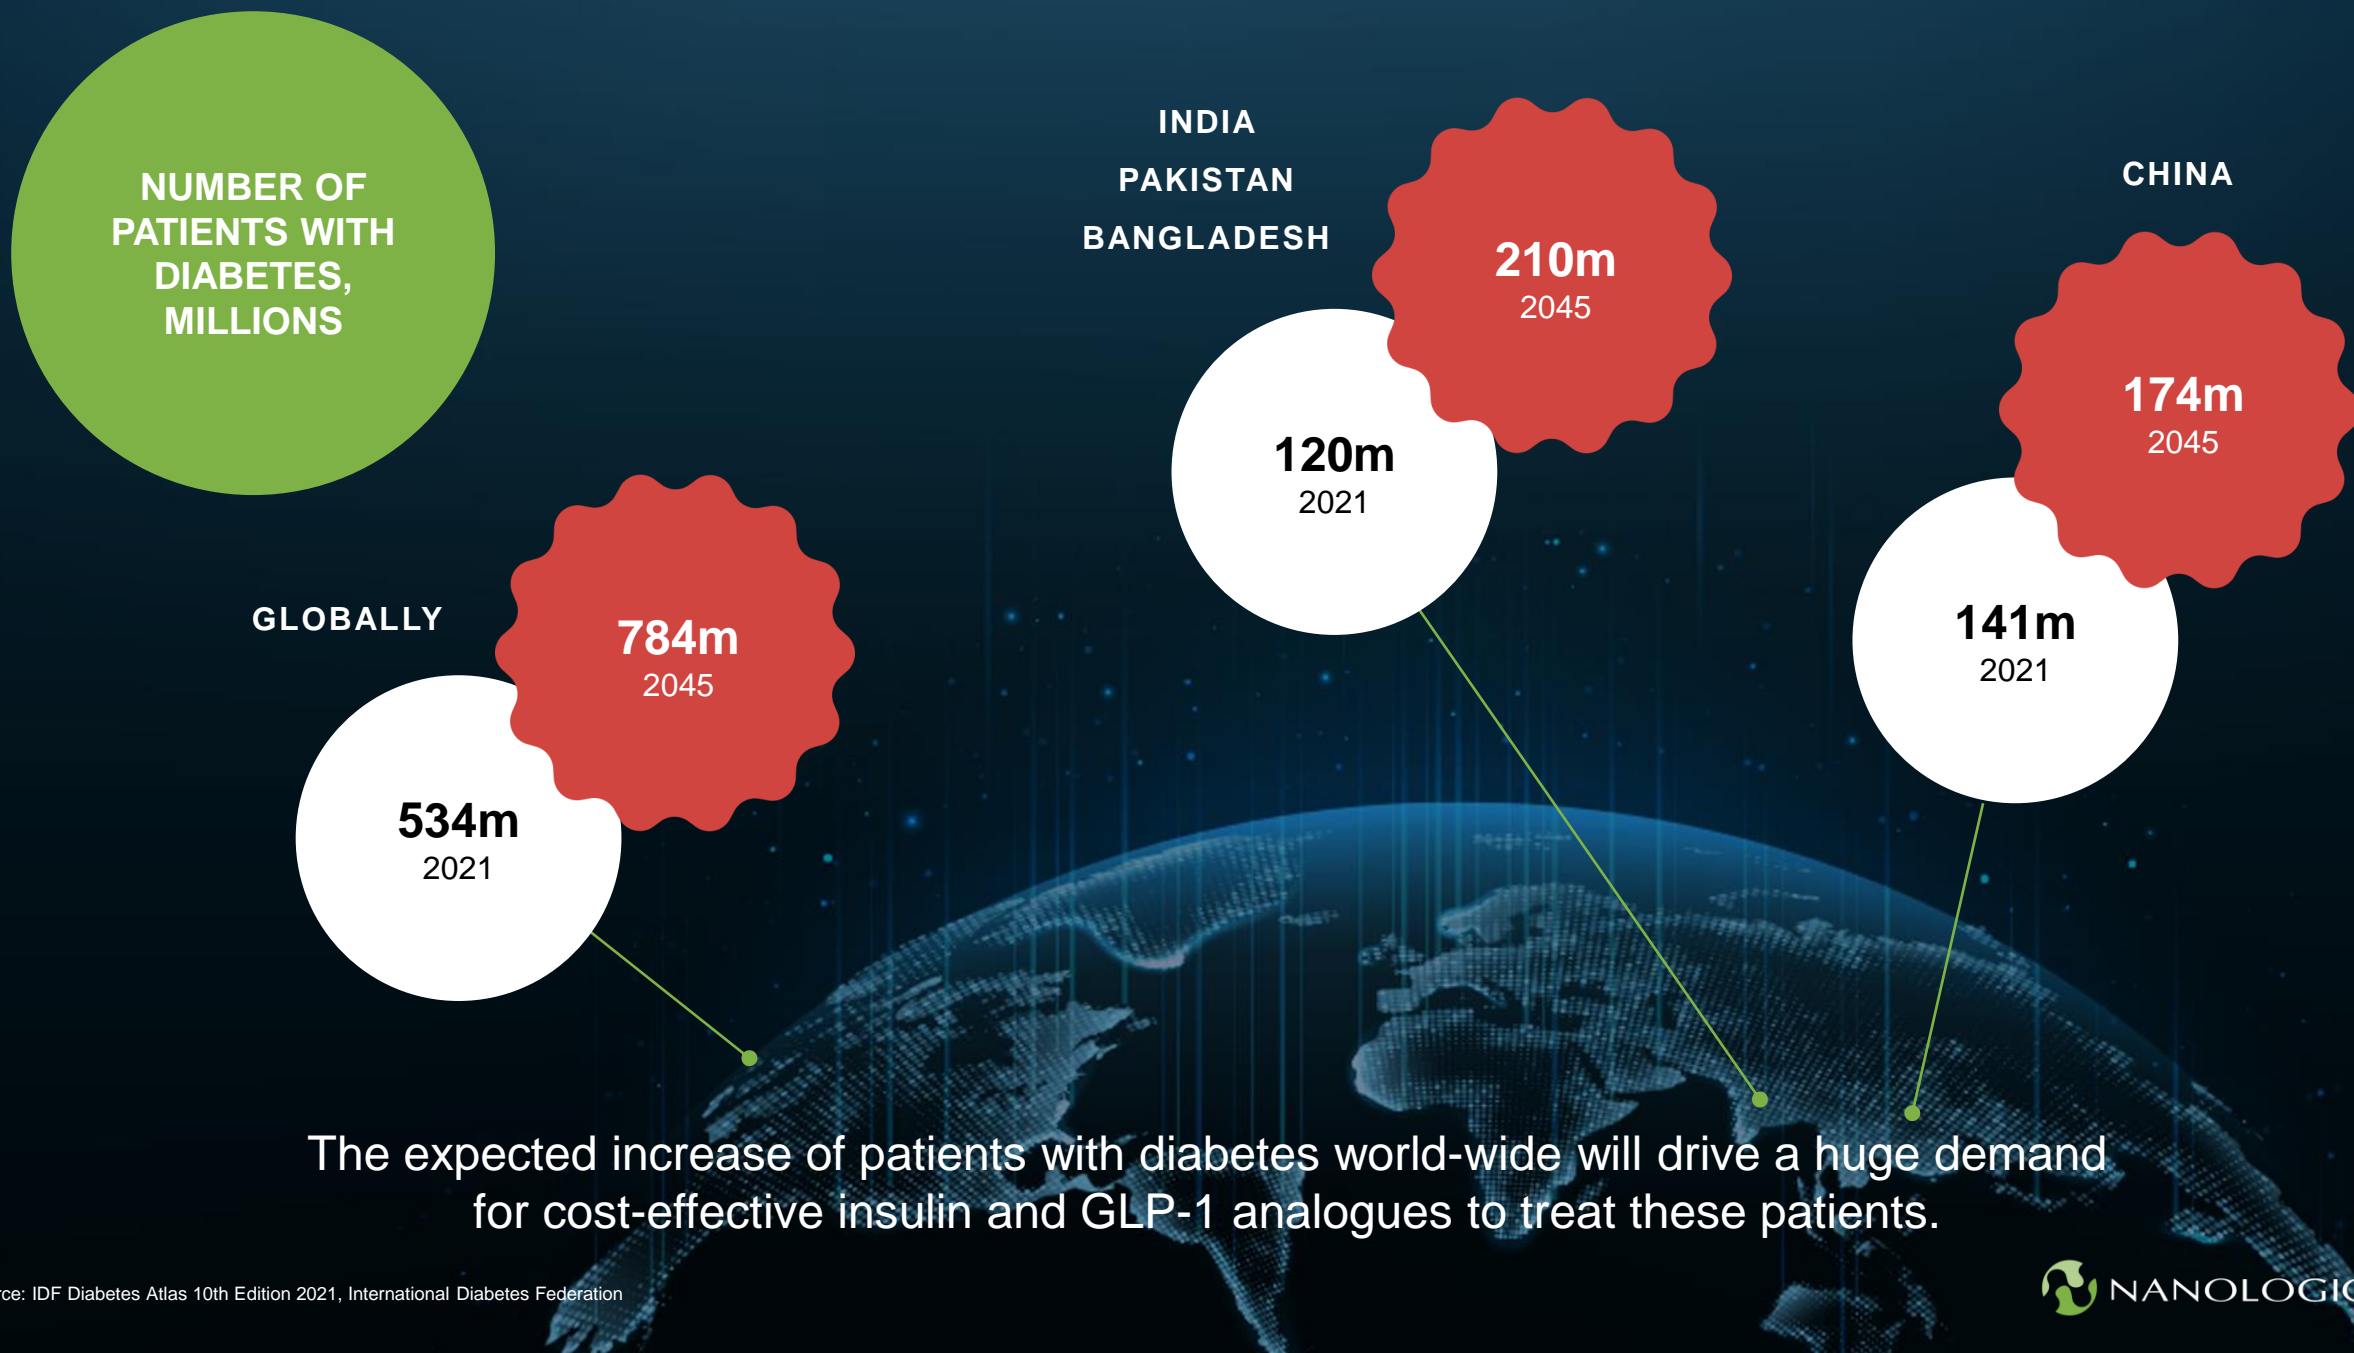 NUMBER OF
PATIENTS WITH
DIABETES,
MILLIONS
GLOBALLY
784m
2045
534m
2021
INDIA
PAKISTAN
BANGLADESH
210m
2045
120m
2021
CHINA
174m
2045
141m
2021
The expected increase of patients with diabetes world-wide will drive a huge demand
for cost-effective insulin and GLP-1 analogues to treat these patients.
rce: IDF Diabetes Atlas 10th Edition 2021, International Diabetes Federation
NANOLOGIC